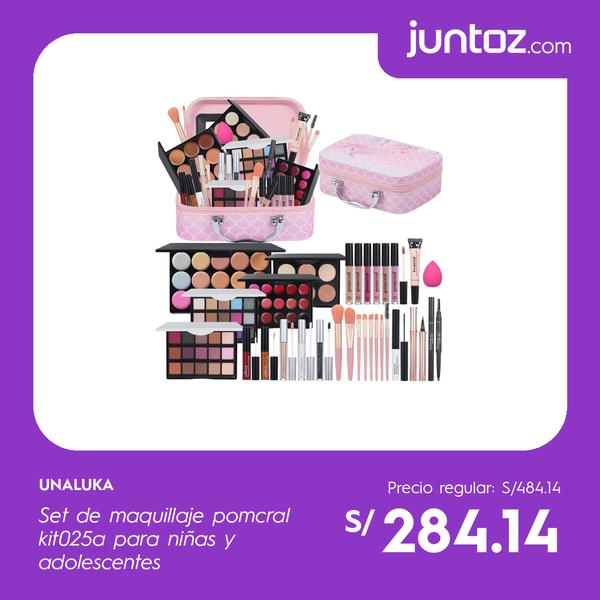 juntoz.com
UNALUKA
Set de maquillaje pomcral
kit025a para niñas y
adolescentes
Precio regular: S/484.14
S/ 284.14